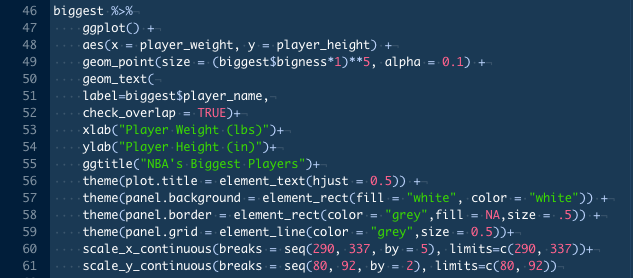 46 biggest %>%
47 ggplot() +
48 aes(x = player_weight, y = player_height) +
49 geom_point(size = (biggest$bigness*1)**5, alpha = 0.1) +
50 geom_text(
51 label=biggest$player_name,
52 check_overlap = TRUE)+
53 xlab("Player Weight (lbs)")+
54 ylab("Player Height (in)")+
55 ggtitle("NBA's Biggest Players")+
56 theme(plot.title = element_text(hjust = 0.5)) +
57 theme(panel.background = element_rect(fill = "white", color = "white")) +
58 theme(panel.border = element_rect(color = "grey",fill = NA,size = .5)) +
59 theme(panel.grid = element_line(color = "grey",size = 0.5))+
60 scale_x_continuous(breaks = seq(290, 337, by = 5), limits=c(290, 337))+
61 scale_y_continuous(breaks = seq(80, 92, by = 2), limits=c(80, 92))